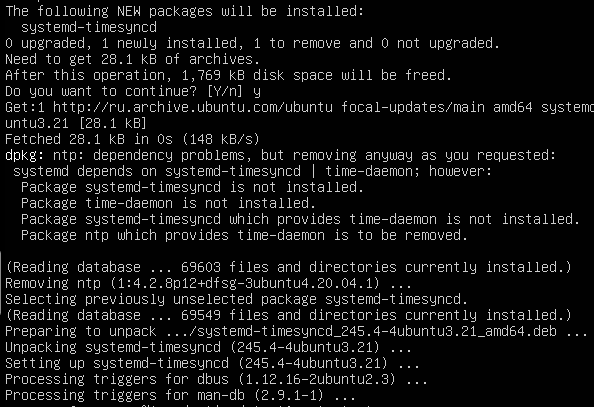 The following NEW packages will be installed:
  systemd-timesyncd
0 upgraded, 1 newly installed, 1 to remove and 0 not upgraded.
Need to get 28.1 kB of archives.
After this operation, 1,769 kB disk space will be freed.
Do you want to continue? [Y/n] y
Get:1 http://ru.archive.ubuntu.com/ubuntu focal-updates/main amd64 systemd
untu3.21 [28.1 kB]
Fetched 28.1 kB in 0s (148 kB/s)
dpkg: ntp: dependency problems, but removing anyway as you requested:
 systemd depends on systemd-timesyncd | time-daemon; however:
  Package systemd-timesyncd is not installed.
  Package time-daemon is not installed.
  Package systemd-timesyncd which provides time-daemon is not installed.
  Package ntp which provides time-daemon is to be removed.
(Reading database ... 69603 files and directories currently installed.)
Removing ntp (1:4.2.8p12+dfsg-3ubuntu4.20.04.1) ...
Selecting previously unselected package systemd-timesyncd.
(Reading database ... 69549 files and directories currently installed.)
Preparing to unpack .../systemd-timesyncd_245.4-4ubuntu3.21_amd64.deb ...
Unpacking systemd-timesyncd (245.4-4ubuntu3.21) ...
Setting up systemd-timesyncd (245.4-4ubuntu3.21) ...
Processing triggers for dbus (1.12.16-2ubuntu2.3) ...
Processing triggers for man-db (2.9.1-1) ...